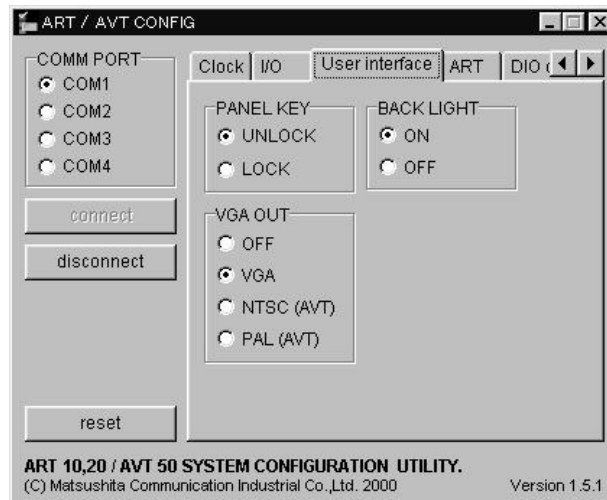 ART / AVT CONFIG
COMM PORT
COM1
COM2
COM3
COM4
connect
disconnect
reset
Clock I/O User interface ART DIO
PANEL KEY
UNLOCK
LOCK
BACK LIGHT
ON
OFF
VGA OUT
OFF
VGA
NTSC (AVT)
PAL (AVT)
ART 10,20 / AVT 50 SYSTEM CONFIGURATION UTILITY.
(C) Matsushita Communication Industrial Co.,Ltd. 2000 Version 1.5.1